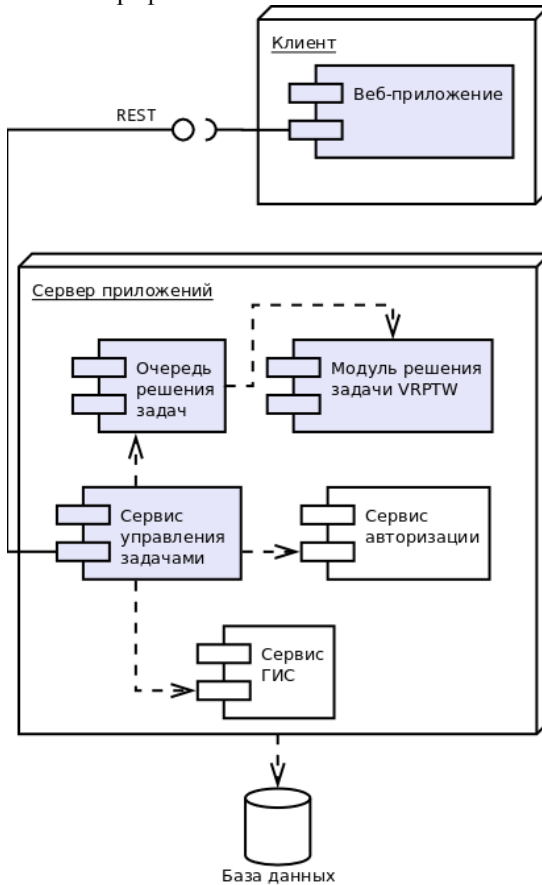 Клиент
Веб-приложение
REST
Сервер приложений
Очередь
решения
задач
Модуль решения
задачи VRPTW
Сервис
управления
задачами
Сервис
авторизации
Сервис
ГИС
База данных